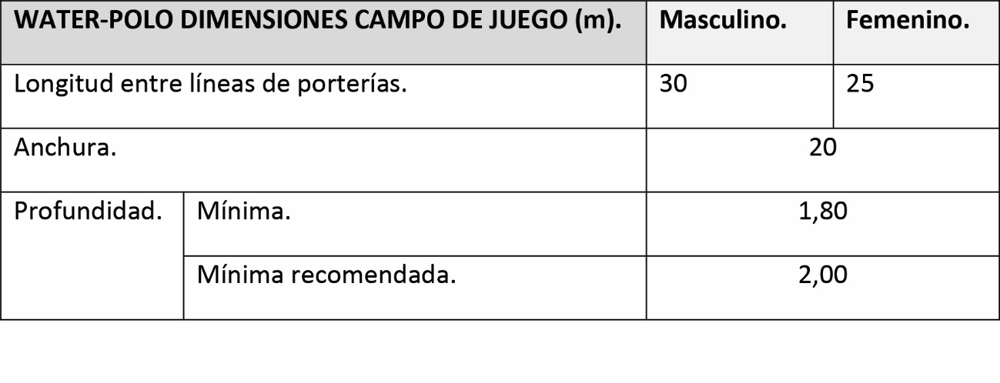 WATER-POLO DIMENSIONES CAMPO DE JUEGO (m). Masculino. Femenino.
Longitud entre líneas de porterías. 30 25
Anchura. 20
Profundidad. Mínima. 1,80
Mínima recomendada. 2,00